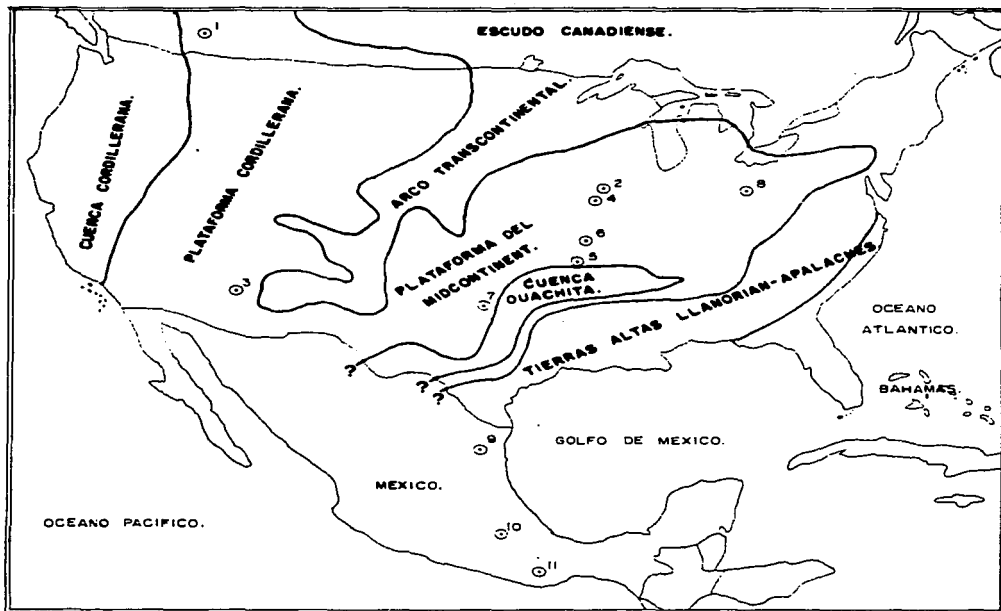 1
ESCUDO CANADIENSE.
CUENCA CORDILLERANA.
PLATAFORMA CORDILLERANA.
ARCO TRANSCONTINENTAL.
2
4
8
6
5
3
PLATAFORMA DEL
MIDCONTINENT.
CUENCA
OUACHITA.
7
TIERRAS ALTAS LLANORIAN-APALACHES
OCEANO
ATLANTICO.
?
?
?
BAHAMAS.
9
GOLFO DE MEXICO.
MEXICO.
OCEANO PACIFICO.
10
11